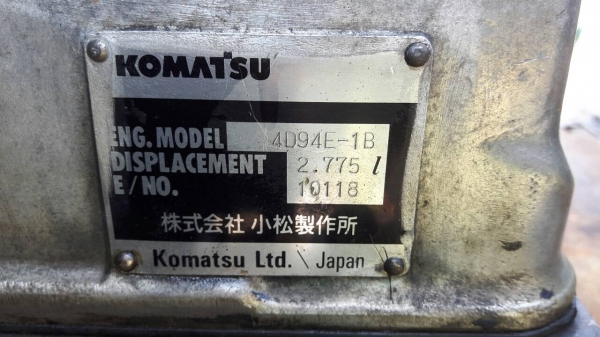 KOMATSU
ENG. MODEL 4D94E-1B
DISPLACEMENT 2.775 l
E/NO. 10118
株式会社 小松製作所
Komatsu Ltd. Japan